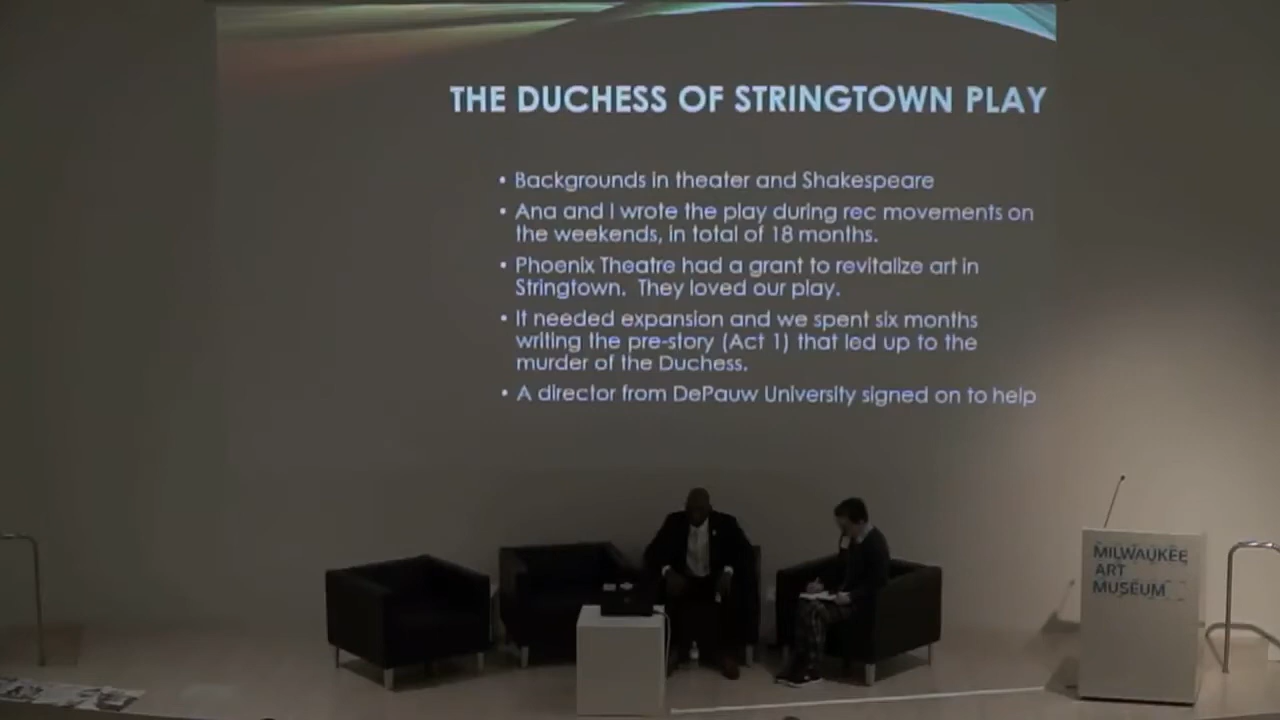 THE DUCHESS OF STRINGTOWN PLAY
• Backgrounds in theater and Shakespeare
• Ana and I wrote the play during rec movements on
the weekends, in total of 18 months.
• Phoenix Theatre had a grant to revitalize art in
Stringtown. They loved our play.
• It needed expansion and we spent six months
writing the pre-story (Act 1) that led up to the
murder of the Duchess.
• A director from DePauw University signed on to help
MILWAUKEE
ART
MUSEUM